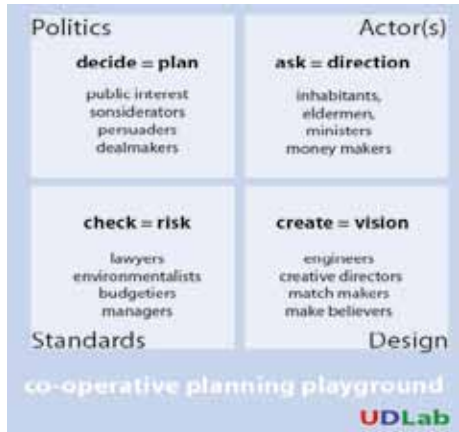 Politics
Actor(s)
decide = plan
public interest
sonsiderators
persuaders
dealmakers
ask = direction
inhabitants,
eldermen,
ministers
money makers
check = risk
lawyers
environmentalists
budgetiers
managers
Standards
create = vision
engineers
creative directors
match makers
make believers
Design
co-operative planning playground
UDLab